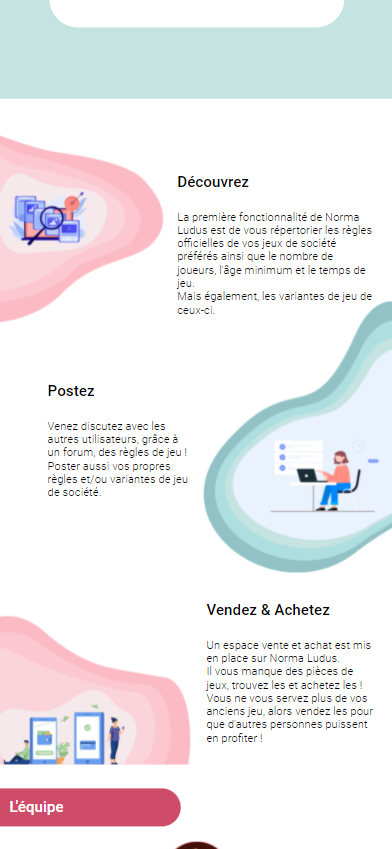 Découvrez
La première fonctionnalité de Norma
Ludus est de vous répertorier les règles
officielles de vos jeux de société
préférés ainsi que le nombre de
joueurs, l'âge minimum et le temps de
jeu.
Mais également, les variantes de jeu de
ceux-ci.
Postez
Venez discutez avec les
autres utilisateurs, grâce à
un forum, des règles de jeu !
Poster aussi vos propres
règles et/ou variantes de jeu
de société.
Vendez & Achetez
Un espace vente et achat est mis
en place sur Norma Ludus.
Il vous manque des pièces de
jeux, trouvez les et achetez les !
Vous ne vous servez plus de vos
anciens jeu, alors vendez les pour
que d'autres personnes puissent
en profiter !
L'équipe